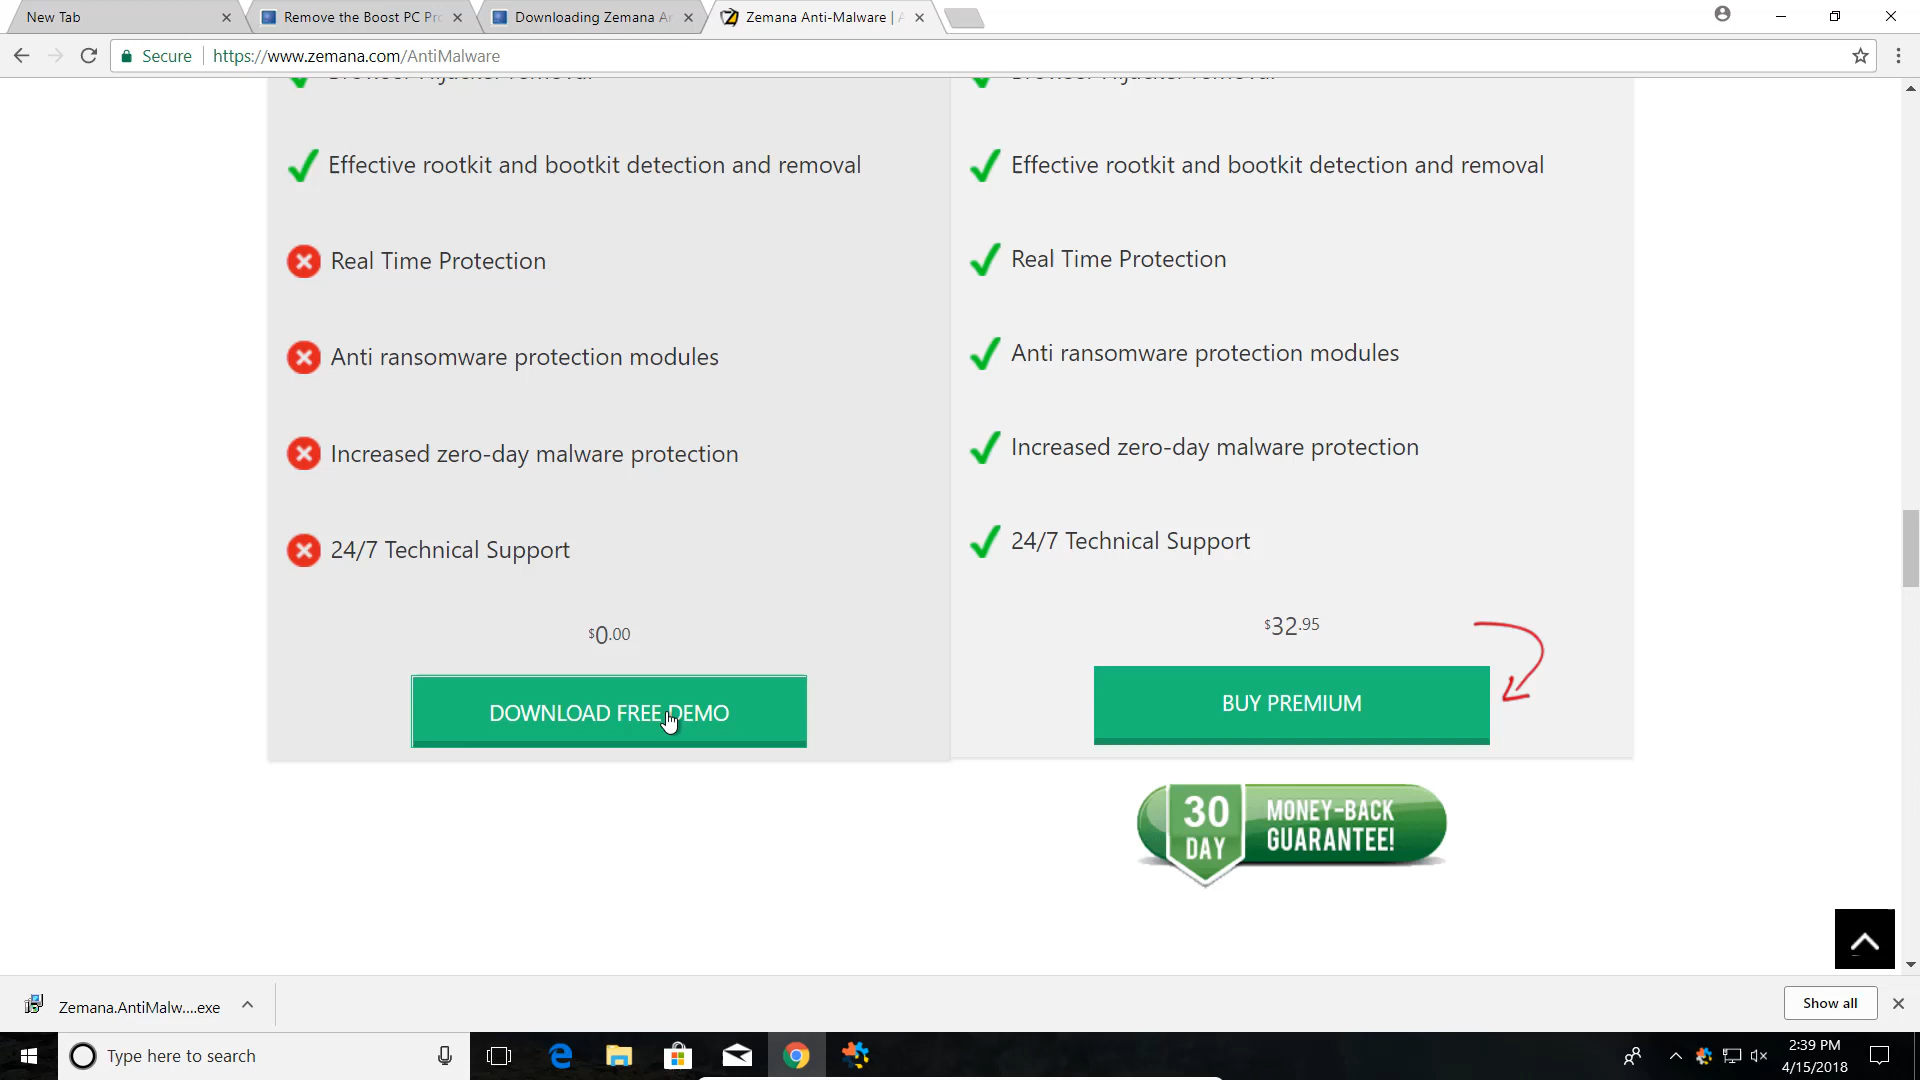 New Tab
Remove the Boost PC Pr
Downloading Zemana A
Zemana Anti-Malware |
Secure
https://www.zemana.com/AntiMalware
Effective rootkit and bootkit detection and removal
Real Time Protection
Anti ransomware protection modules
Increased zero-day malware protection
24/7 Technical Support
$0.00
DOWNLOAD FREE DEMO
Effective rootkit and bootkit detection and removal
Real Time Protection
Anti ransomware protection modules
Increased zero-day malware protection
24/7 Technical Support
$32.95
BUY PREMIUM
30
DAY
MONEY-BACK
GUARANTEE!
Zemana.AntiMalw....exe
Show all
Type here to search
2:39 PM
4/15/2018